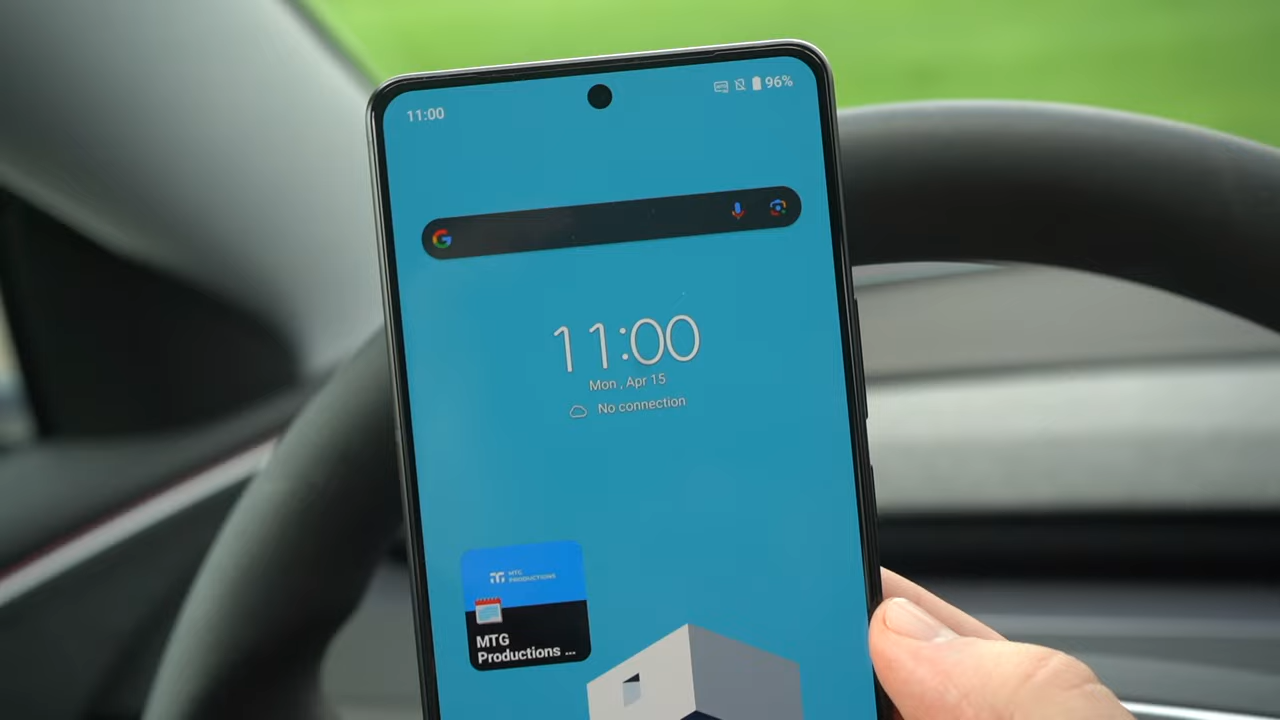 11:00
96%
11:00
Mon, Apr 15
No connection
MTG
PRODUCTIONS
MTG
Productions ...